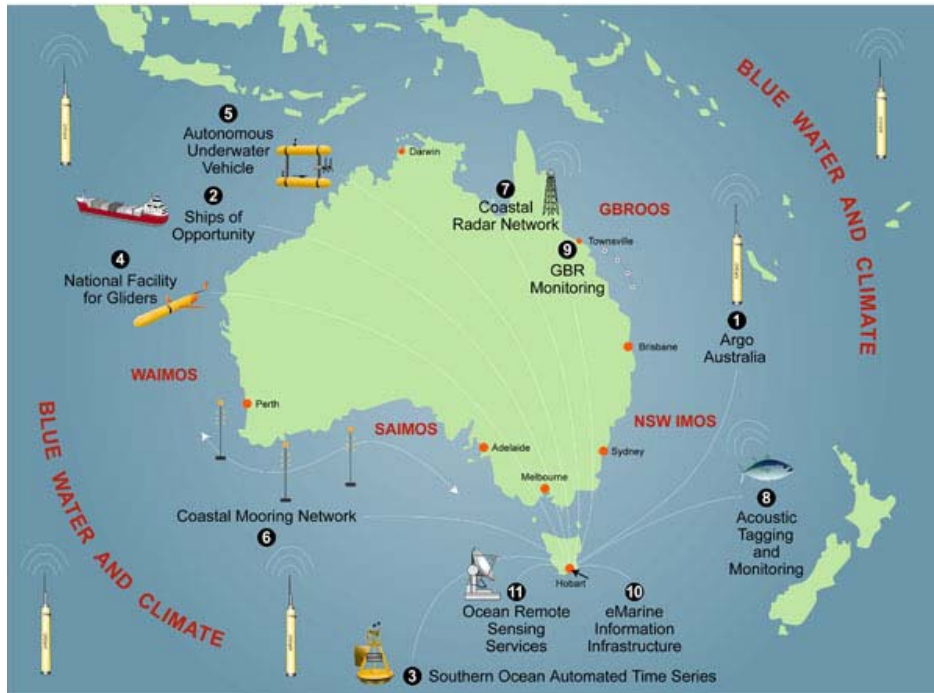 BLUE WATER AND CLIMATE
5
Autonomous
Underwater
Vehicle
Darwin
2
Ships of
Opportunity
7
Coastal
Radar Network
GBROOS
Townsville
9
GBR
Monitoring
4
National Facility
for Gliders
1
Argo
Australia
Brisbane
WAIMOS
Perth
SAIMOS
Adelaide
NSW IMOS
Sydney
Melbourne
BLUE WATER AND CLIMATE
Coastal Mooring Network
6
8
Acoustic
Tagging
and
Monitoring
Hobart
11
Ocean Remote
Sensing
Services
10
eMarine
Information
Infrastructure
3 Southern Ocean Automated Time Series